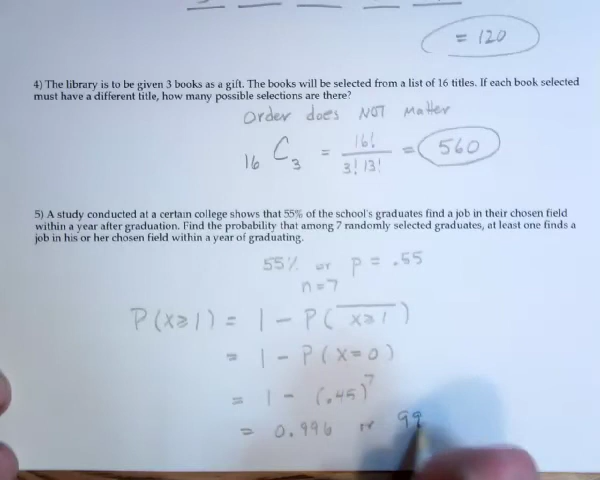 = 120
4) The library is to be given 3 books as a gift. The books will be selected from a list of 16 titles. If each book selected
must have a different title, how many possible selections are there?
Order does NOT matter
16 C 3 = 16! / 3! 13! = 560
5) A study conducted at a certain college shows that 55% of the school's graduates find a job in their chosen field
within a year after graduation. Find the probability that among 7 randomly selected graduates, at least one finds a
job in his or her chosen field within a year of graduating.
55% or p = .55
n=7
P(x≥1) = 1 - P( x̅≥̅1̅ )
= 1 - P(x=0)
= 1 - (.45)^7
= 0.996 or 99